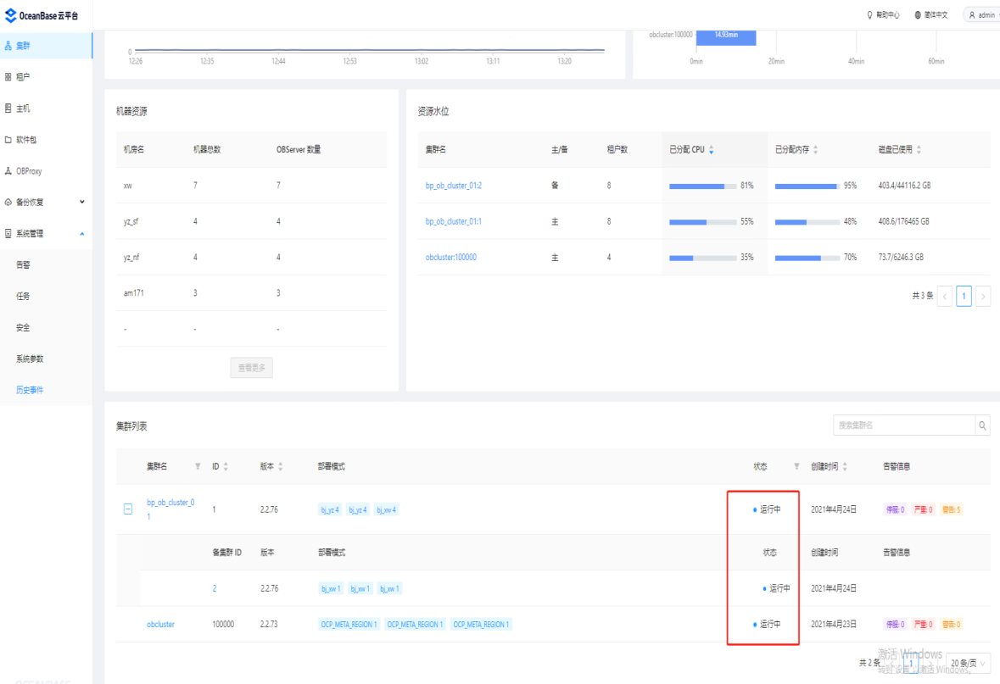 OceanBase 云平台
帮助中心 简体中文 admin
集群
租户
主机
软件包
OBProxy
备份恢复
系统管理
告警
任务
安全
系统参数
历史事件
0
12:26 12:35 12:44 12:53 13:02 13:11 13:20
obcluster:100000 14.93min
0min 20min 40min 60min
机器资源
机房名 机器总数 OBServer 数量
xw 7 7
yz_sf 4 4
yz_nf 4 4
am171 3 3
- - -
查看更多
资源水位
集群名 主/备 租户数 已分配 CPU 已分配内存 磁盘已使用
bp_ob_cluster_01:2 备 8 81% 95% 403.4/44116.2 GB
bp_ob_cluster_01:1 主 8 55% 48% 408.6/176465 GB
obcluster:100000 主 4 35% 70% 73.7/6246.3 GB
共 3 条 < 1 >
集群列表
搜索集群名
集群名 ID 版本 部署模式 状态 创建时间 告警信息
bp_ob_cluster_0
1
1 2.2.76 bj_yz 4 bj_yz 4 bj_xw 4 运行中 2021年4月24日 停服: 0 严重: 0 警告: 5
备集群 ID 版本 部署模式 状态 创建时间 告警信息
2 2.2.76 bj_xw 1 bj_xw 1 bj_xw 1 运行中 2021年4月24日
obcluster 100000 2.2.73 OCP_META_REGION 1 OCP_META_REGION 1 OCP_META_REGION 1 运行中 2021年4月23日 停服: 0 严重: 0 警告: 0
激活 Windows
共 2 条 < 1 > 20 条/页
转到"设置"以激活 Windows。
OCEANBASE